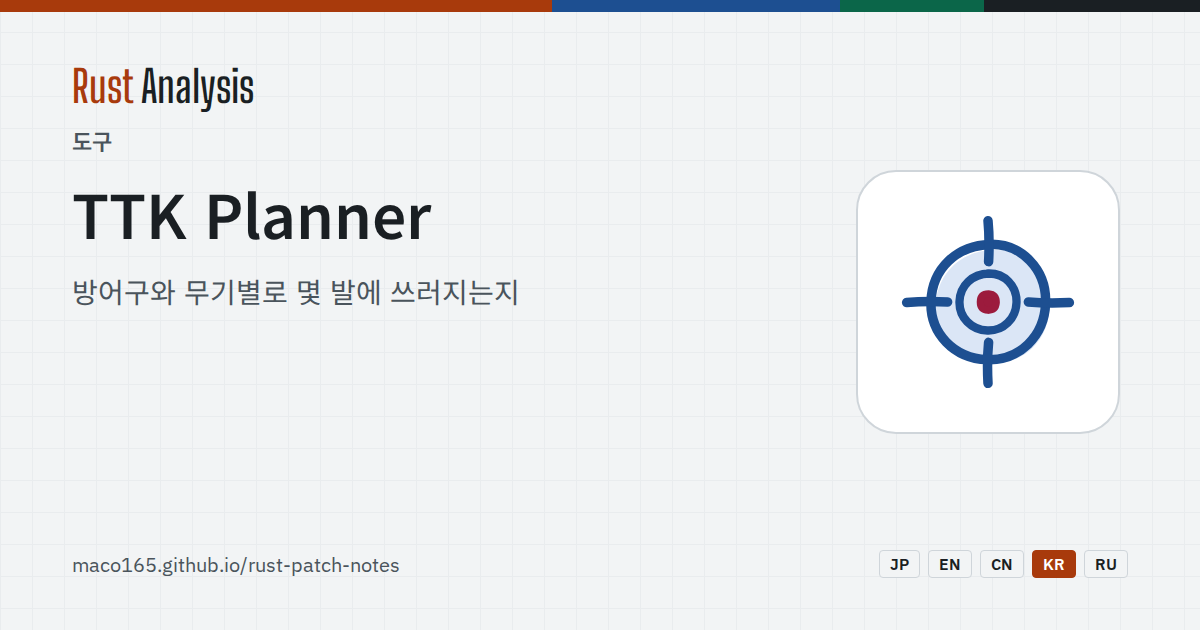 Rust Analysis
도구
TTK Planner
방어구와 무기별로 몇 발에 쓰러지는지
maco165.github.io/rust-patch-notes
JP EN CN KR RU